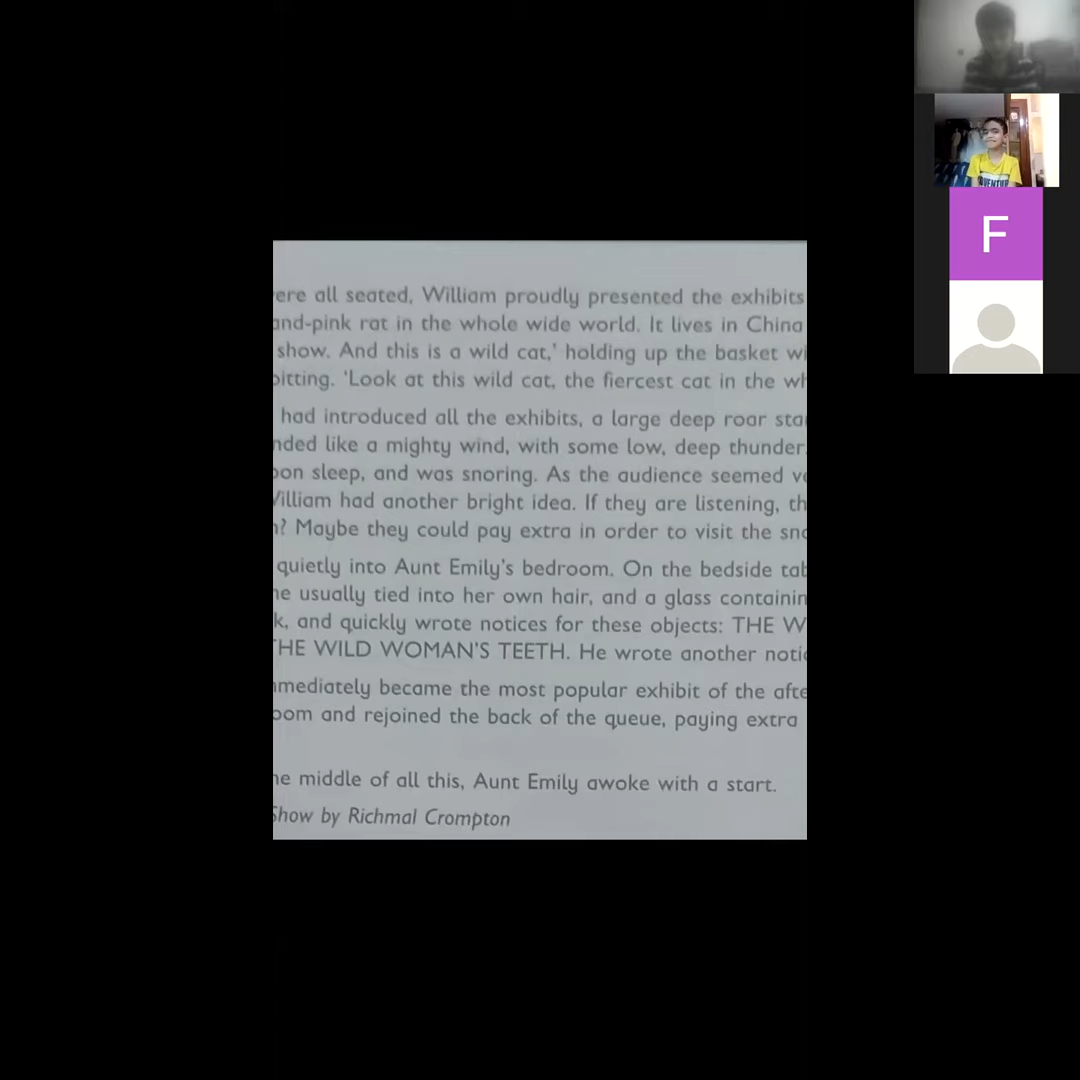 ere all seated, William proudly presented the exhibits
and-pink rat in the whole wide world. It lives in China
show. And this is a wild cat,' holding up the basket wi
pitting. 'Look at this wild cat, the fiercest cat in the wh
had introduced all the exhibits, a large deep roar sta
nded like a mighty wind, with some low, deep thunder
oon sleep, and was snoring. As the audience seemed ve
William had another bright idea. If they are listening, th
? Maybe they could pay extra in order to visit the sno
quietly into Aunt Emily's bedroom. On the bedside tab
he usually tied into her own hair, and a glass containin
k, and quickly wrote notices for these objects: THE W
THE WILD WOMAN'S TEETH. He wrote another notic
mmediately became the most popular exhibit of the afte
oom and rejoined the back of the queue, paying extra
he middle of all this, Aunt Emily awoke with a start.
Show by Richmal Crompton
F